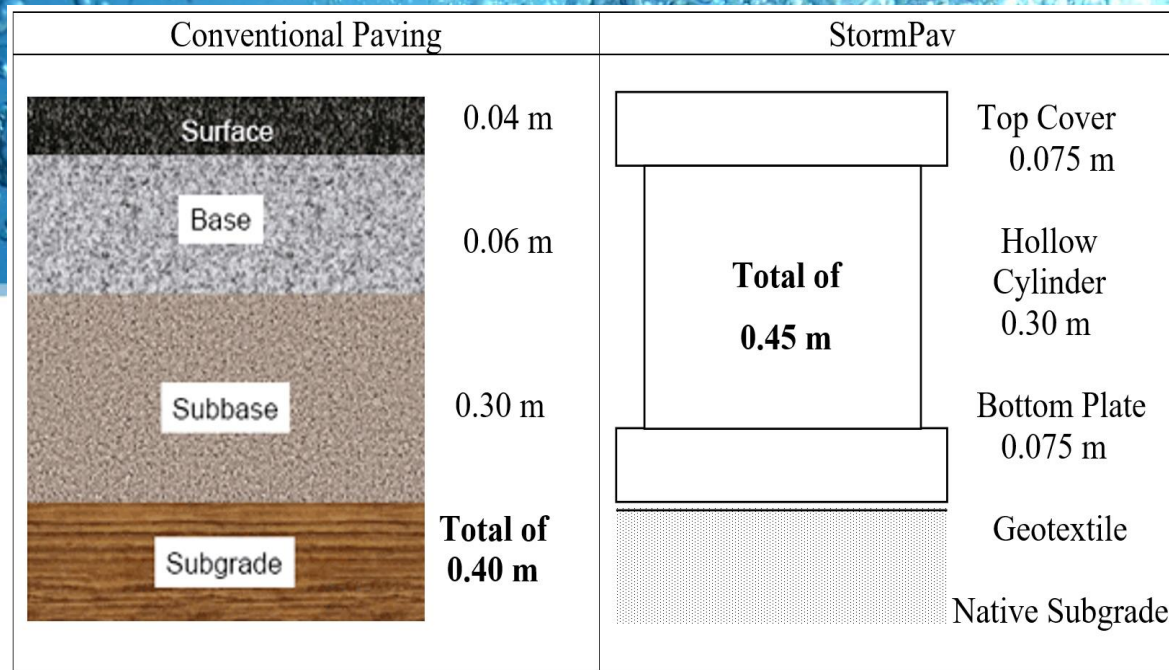 Conventional Paving
StormPav
Surface
0.04 m
Base
0.06 m
Subbase
0.30 m
Subgrade
Total of
0.40 m
Top Cover
0.075 m
Hollow
Cylinder
0.30 m
Total of
0.45 m
Bottom Plate
0.075 m
Geotextile
Native Subgrade